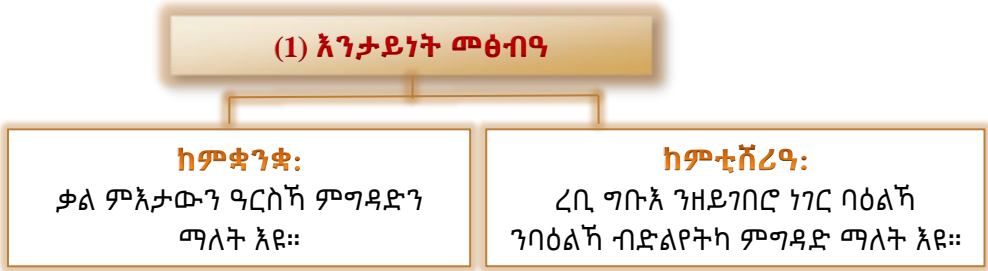 (1) እንታይነት መፅብዓ
ከምቋንቋ:
ቃል ምእታውን ዓርስኻ ምግዳድን
ማለት እዩ።
ከምቲሸሪዓ:
ረቢ ግቡእ ንዘይገበሮ ነገር ባዕልኻ
ንባዕልኻ ብድልየትካ ምግዳድ ማለት እዩ።